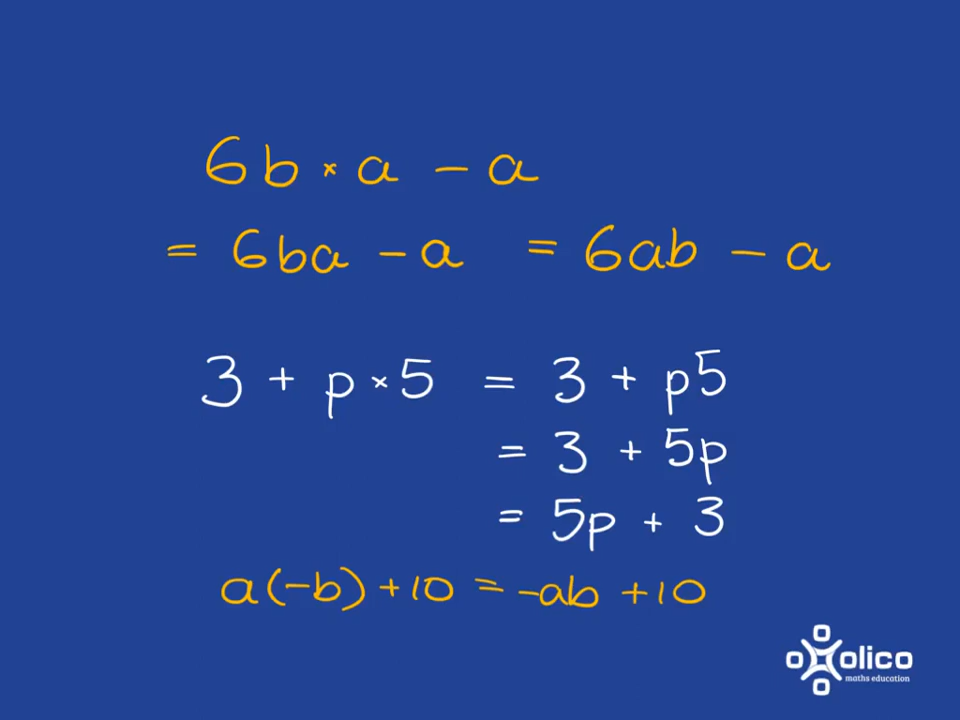 6b × a − a
= 6ba − a = 6ab − a
3 + p × 5 = 3 + p5
= 3 + 5p
= 5p + 3
a(−b) + 10 = −ab + 10
olico
maths education